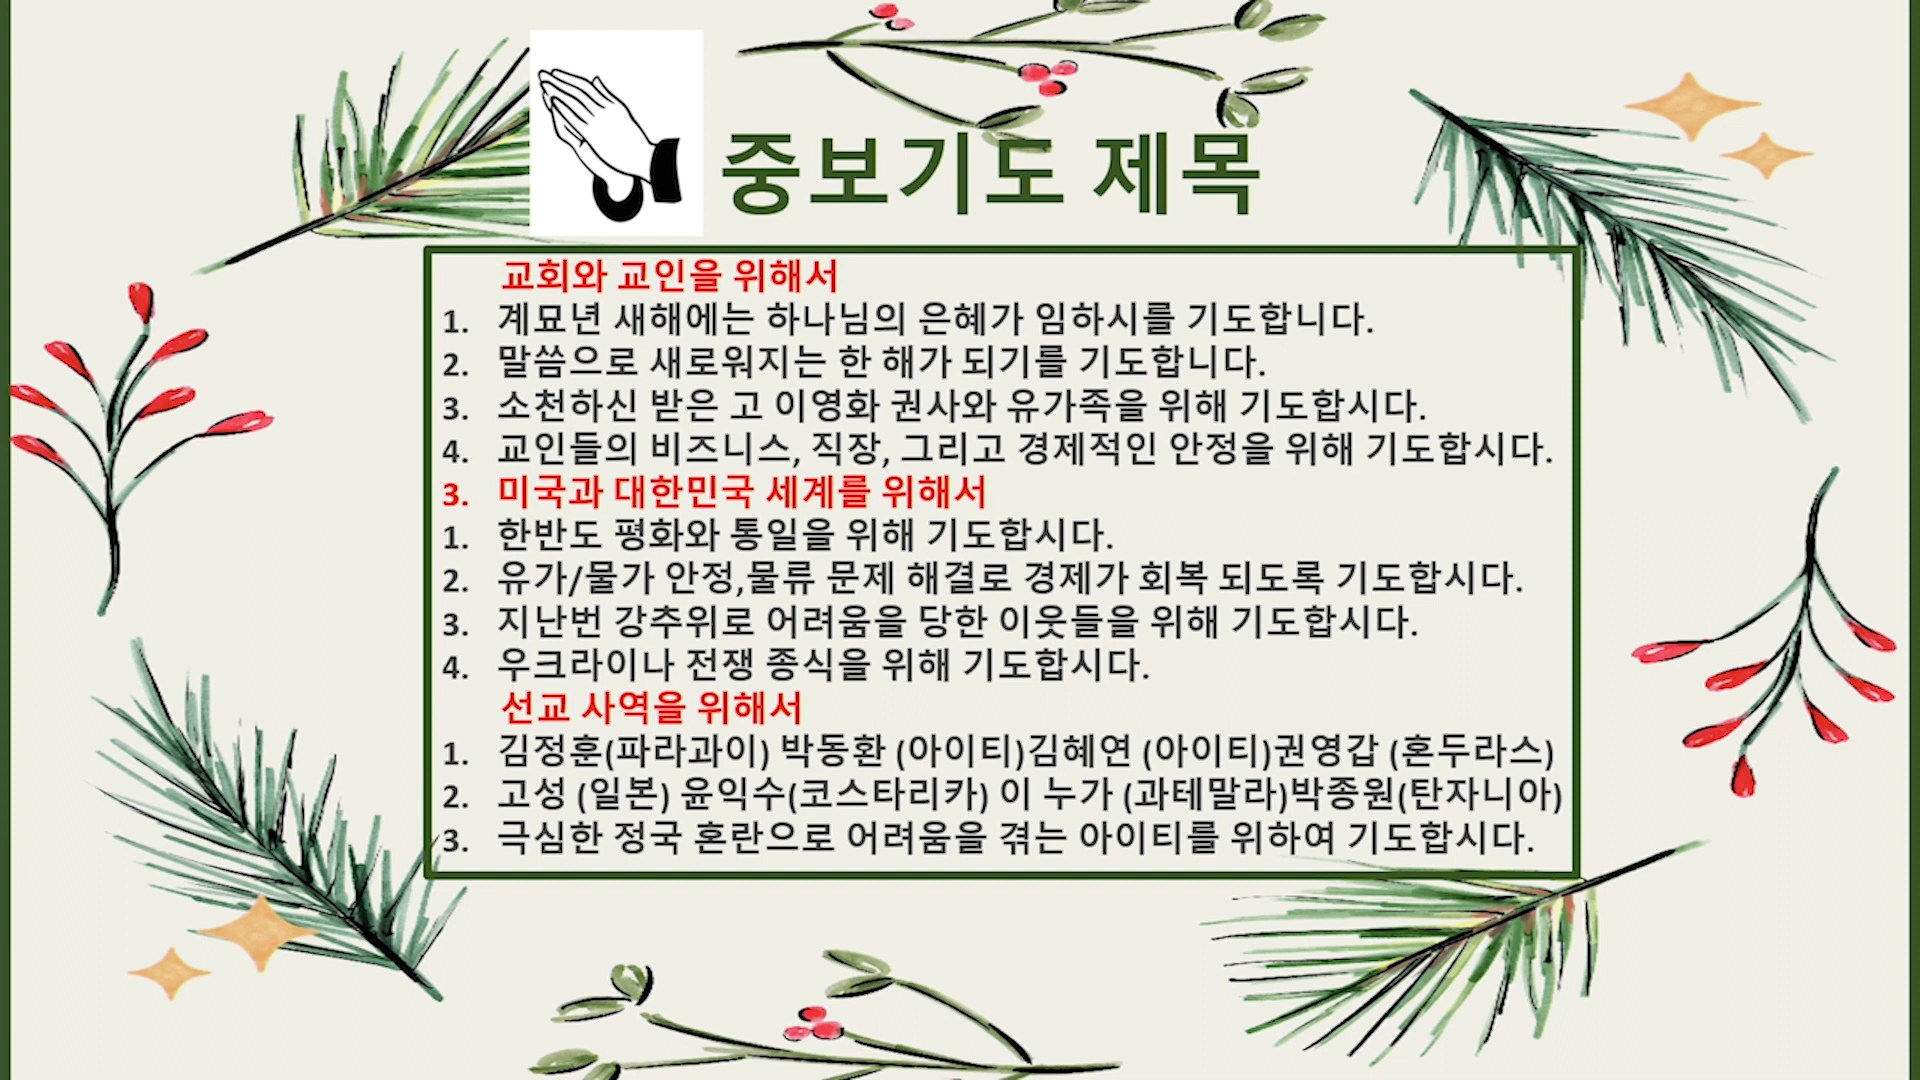 중보기도 제목
교회와 교인을 위해서
1. 계묘년 새해에는 하나님의 은혜가 임하시를 기도합니다.
2. 말씀으로 새로워지는 한 해가 되기를 기도합니다.
3. 소천하신 받은 고 이영화 권사와 유가족을 위해 기도합시다.
4. 교인들의 비즈니스, 직장, 그리고 경제적인 안정을 위해 기도합시다.
3. 미국과 대한민국 세계를 위해서
1. 한반도 평화와 통일을 위해 기도합시다.
2. 유가/물가 안정,물류 문제 해결로 경제가 회복 되도록 기도합시다.
3. 지난번 강추위로 어려움을 당한 이웃들을 위해 기도합시다.
4. 우크라이나 전쟁 종식을 위해 기도합시다.
선교 사역을 위해서
1. 김정훈(파라과이) 박동환 (아이티)김혜연 (아이티)권영갑 (혼두라스)
2. 고성 (일본) 윤익수(코스타리카) 이 누가 (과테말라)박종원(탄자니아)
3. 극심한 정국 혼란으로 어려움을 겪는 아이티를 위하여 기도합시다.